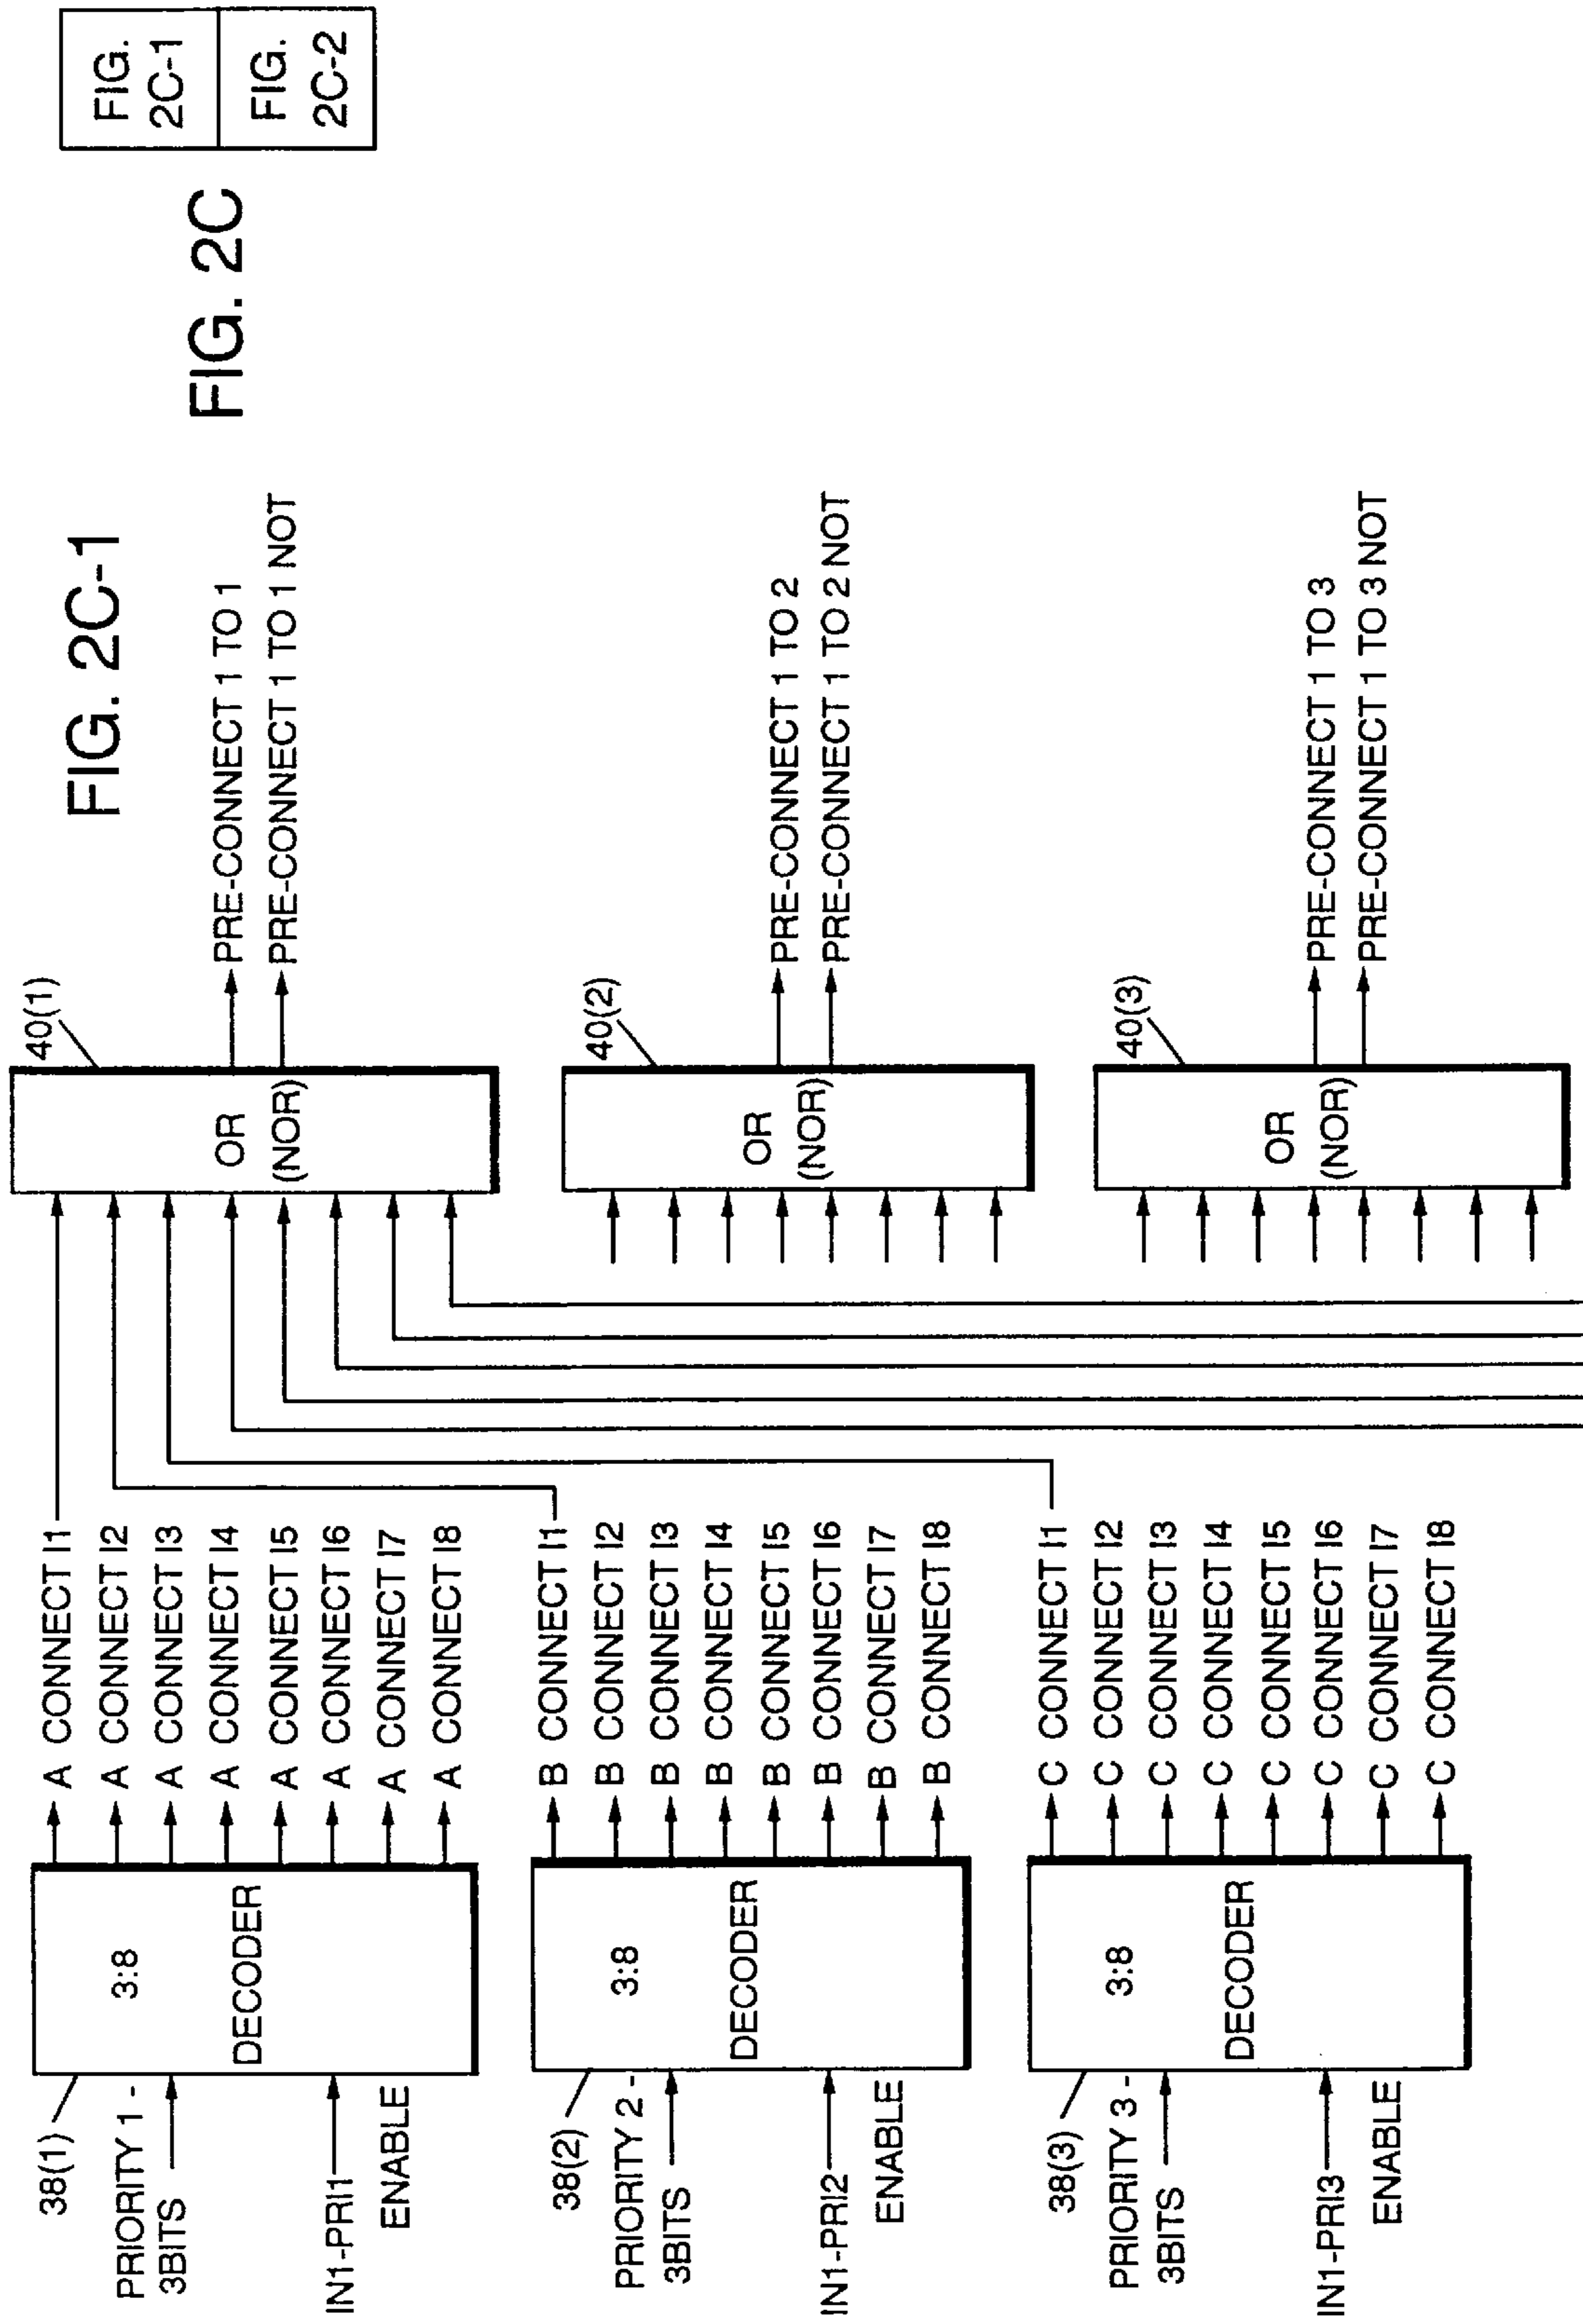 FIG. 2C-1
FIG. 2C
FIG.
2C-1
FIG.
2C-2
38(1)
PRIORITY 1 -
3BITS
IN1-PRI1
ENABLE
3:8
DECODER
A CONNECT I1
A CONNECT I2
A CONNECT I3
A CONNECT I4
A CONNECT I5
A CONNECT I6
A CONNECT I7
A CONNECT I8
40(1)
OR
(NOR)
PRE-CONNECT 1 TO 1
PRE-CONNECT 1 TO 1 NOT
38(2)
PRIORITY 2 -
3BITS
IN1-PRI2
ENABLE
3:8
DECODER
B CONNECT I1
B CONNECT I2
B CONNECT I3
B CONNECT I4
B CONNECT I5
B CONNECT I6
B CONNECT I7
B CONNECT I8
40(2)
OR
(NOR)
PRE-CONNECT 1 TO 2
PRE-CONNECT 1 TO 2 NOT
38(3)
PRIORITY 3 -
3BITS
IN1-PRI3
ENABLE
3:8
DECODER
C CONNECT I1
C CONNECT I2
C CONNECT I3
C CONNECT I4
C CONNECT I5
C CONNECT I6
C CONNECT I7
C CONNECT I8
40(3)
OR
(NOR)
PRE-CONNECT 1 TO 3
PRE-CONNECT 1 TO 3 NOT